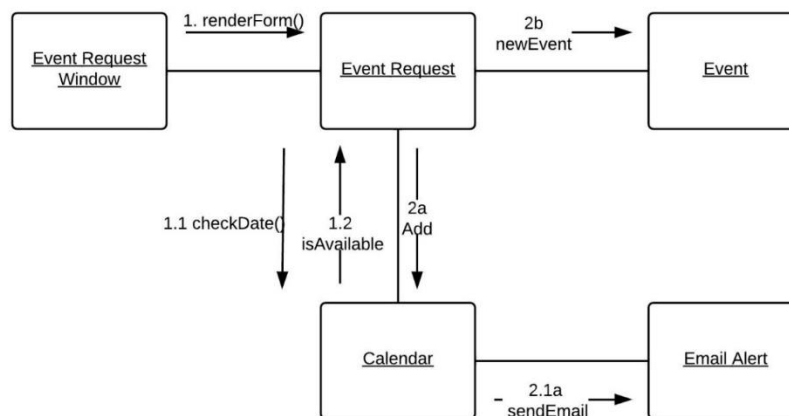 1. renderForm()
2b
newEvent
Event Request
Window
Event Request
Event
1.1 checkDate()
1.2
isAvailable
2a
Add
Calendar
Email Alert
2.1a
sendEmail